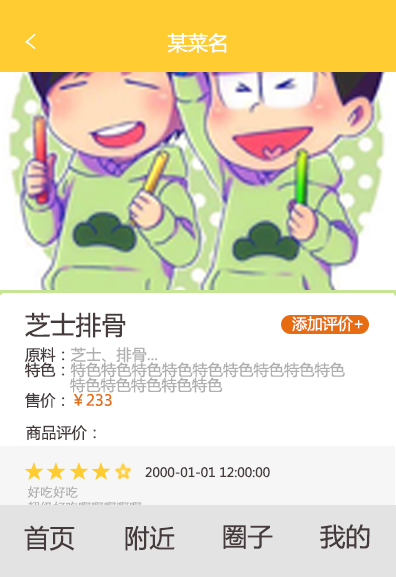 某菜名
芝士排骨
添加评价+
原料：芝士、排骨...
特色：特色特色特色特色特色特色特色特色特色
特色特色特色特色特色
售价：￥233
商品评价：
2000-01-01 12:00:00
好吃好吃
首页 附近 圈子 我的